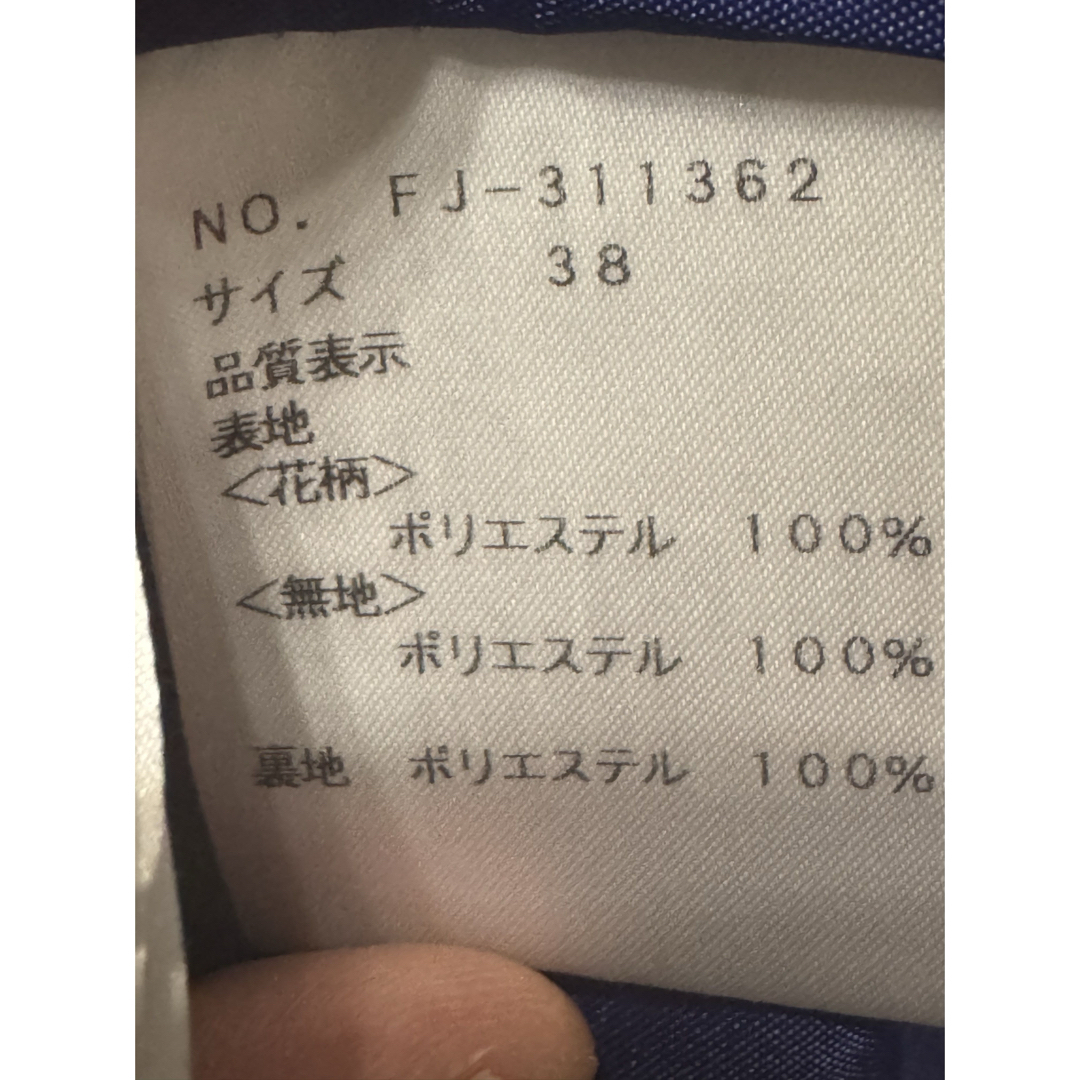 NO. FJ-311362
サイズ 38
品質表示
表地
<花柄>
ポリエステル 100%
<無地>
ポリエステル 100%
裏地 ポリエステル 100%